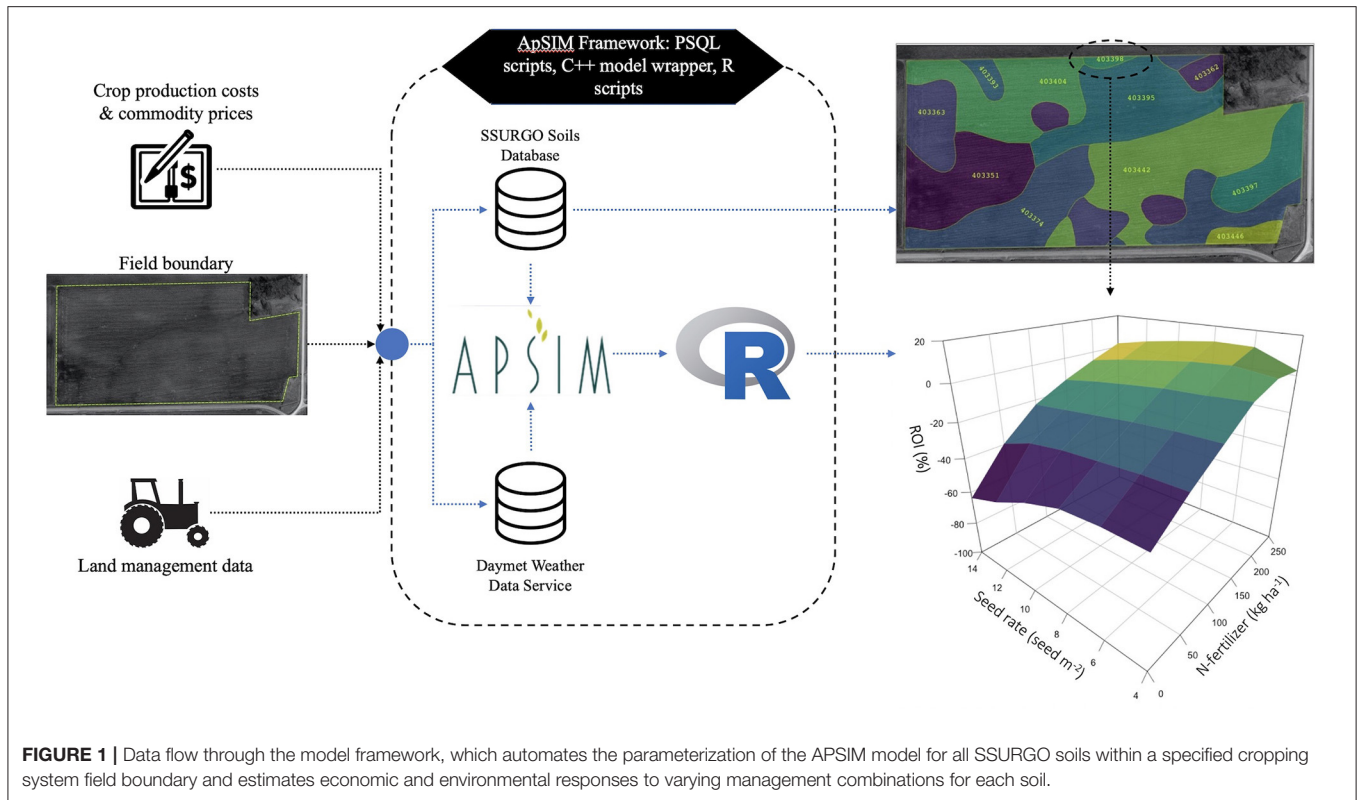 ApSIM Framework: PSQL
scripts, C++ model wrapper, R
scripts
Crop production costs
& commodity prices
$
Field boundary
Land management data
SSURGO Soils
Database
APSIM
R
Daymet Weather
Data Service
403398
403393
403404
403362
403395
403363
403351
403442
403397
403374
403446
20
0
-20
-40
-60
-80
-100
ROI (%)
14
12
10
8
6
4
Seed rate (seed m⁻²)
0
50
100
150
200
250
N-fertilizer (kg ha⁻¹)
FIGURE 1 | Data flow through the model framework, which automates the parameterization of the APSIM model for all SSURGO soils within a specified cropping
system field boundary and estimates economic and environmental responses to varying management combinations for each soil.